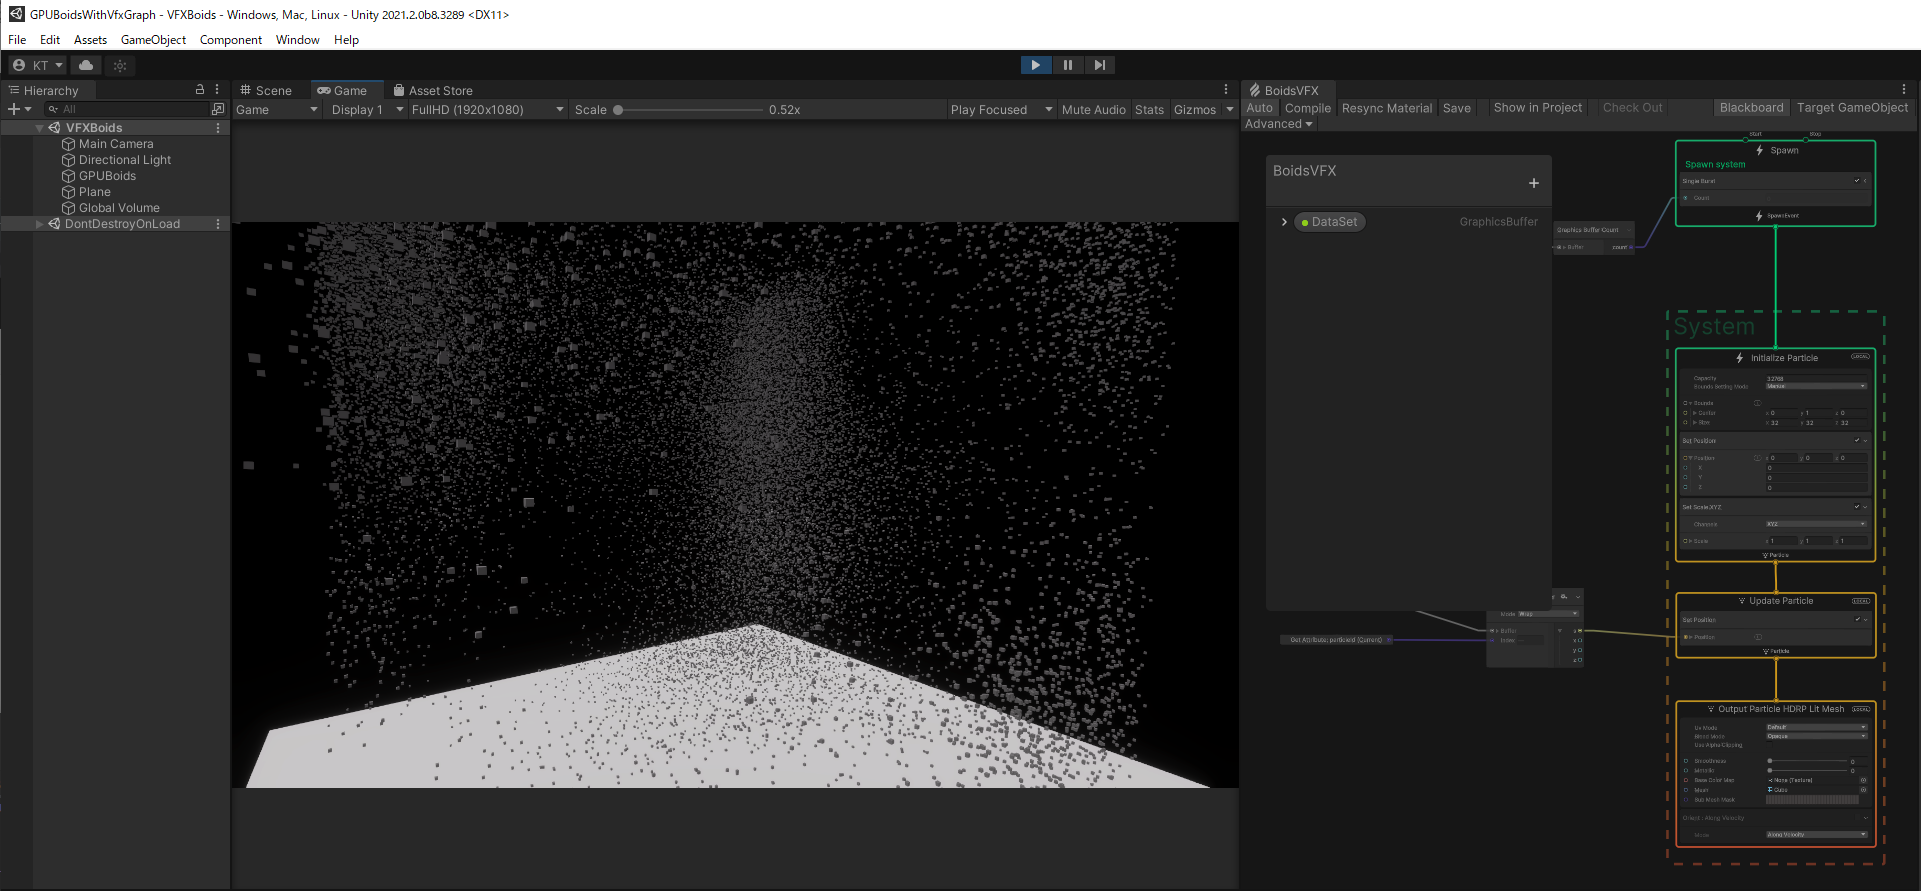 GPUBoidsWithVfxGraph - VFXBoids - Windows, Mac, Linux - Unity 2021.2.0b8.3289 <DX11>
File Edit Assets GameObject Component Window Help
KT
Hierarchy
All
VFXBoids
Main Camera
Directional Light
GPUBoids
Plane
Global Volume
DontDestroyOnLoad
Scene Game Asset Store
Game Display 1 FullHD (1920x1080) Scale 0.52x Play Focused Mute Audio Stats Gizmos
BoidsVFX
Auto Compile Resync Material Save Show in Project Check Out Blackboard Target GameObject
Advanced
BoidsVFX
DataSet GraphicsBuffer
Graphics Buffer Count
Buffer count
Start Stop
Spawn
Spawn system
Single Burst
Count
SpawnEvent
System
Initialize Particle LOCAL
Capacity 32768
Bounds Setting Mode Manual
Bounds
Center x 0 y 1 z 0
Size x 32 y 32 z 32
Set Position
Position x 0 y 0 z 0
X 0
Y 0
Z 0
Set Scale.XYZ
Channels XYZ
Scale x 1 y 1 z 1
Particle
Mode Wrap
Buffer
Index
x
y
z
Get Attribute: particleId (Current)
Update Particle LOCAL
Set Position
Position
Particle
Output Particle HDRP Lit Mesh LOCAL
Uv Mode Default
Blend Mode Opaque
Use Alpha Clipping
Smoothness 0
Metallic 0
Base Color Map None (Texture)
Mesh Cube
Sub Mesh Mask
Orient : Along Velocity
Mode Along Velocity